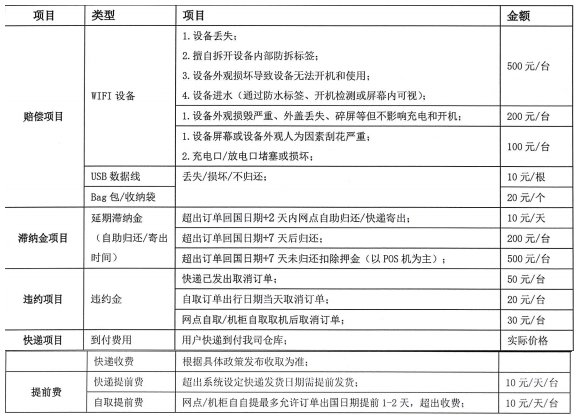 项目 类型 项目 金额
赔偿项目 WIFI 设备 1.设备丢失；
2.擅自拆开设备内部防拆标签；
3.设备外观损坏导致设备无法开机和使用；
4.设备进水（通过防水标签、开机检测或屏幕内可视）； 500 元/台
1.设备外观损毁严重、外盖丢失、碎屏等但不影响充电和开机； 200 元/台
1.设备屏幕或设备外观人为因素刮花严重；
2.充电口/放电口堵塞或损坏； 100 元/台
USB 数据线 丢失/损坏/不归还； 10 元/根
Bag 包/收纳袋 20 元/个
滞纳金项目 延期滞纳金
（自助归还/寄出
时间） 超出订单回国日期+2 天内网点自助归还/快递寄出； 10 元/天
超出订单回国日期+7 天后归还； 200 元/台
超出订单回国日期+7 天未归还扣除押金（以 POS 机为主）； 500 元/台
违约项目 违约金 快递已发出取消订单； 50 元/台
自取订单出行日期当天取消订单； 20 元/台
网点自取/机柜自取取机后取消订单； 30 元/台
快递项目 到付费用 用户快递到付我司仓库； 实际价格
快递收费 根据具体政策发布收取为准；
提前费 快递提前费 超出系统设定快递发货日期需提前发货； 10 元/天/台
自取提前费 网点/机柜自自提最多允许订单出国日期提前 1-2 天，超出收费； 10 元/天/台